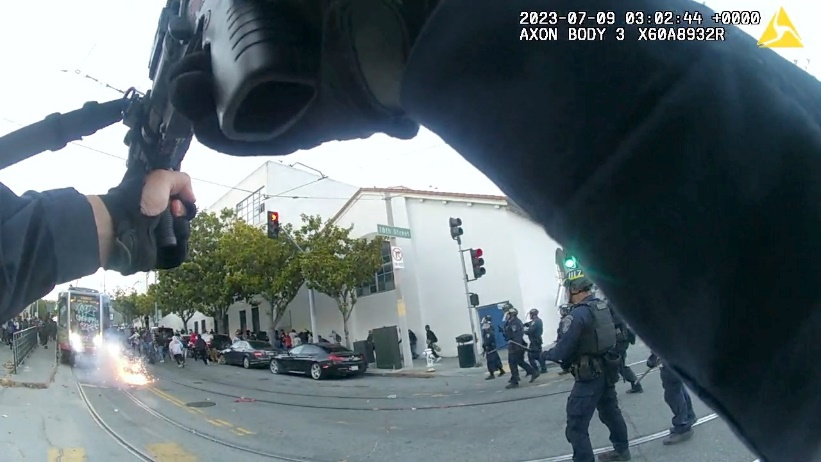 2023-07-09 03:02:44 +0000
AXON BODY 3 X60A8932R
18th Street